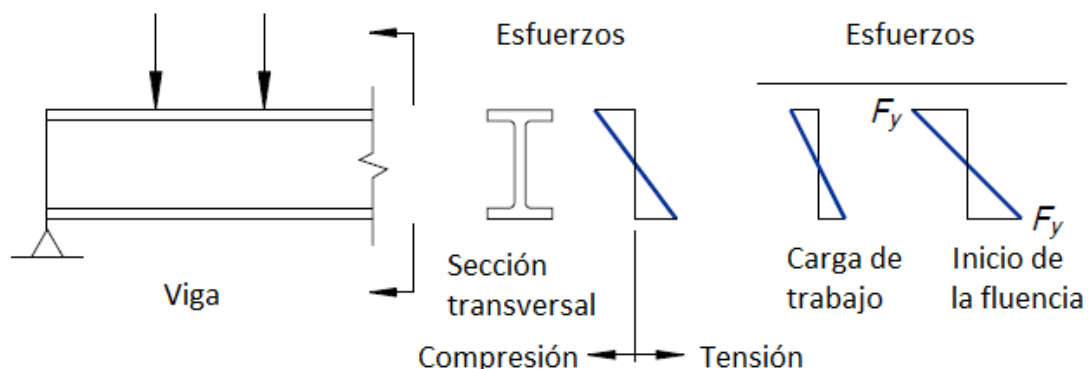 Esfuerzos
Esfuerzos
Fy
Fy
Viga
Sección
transversal
Carga de
trabajo
Inicio de
la fluencia
Compresión
Tensión